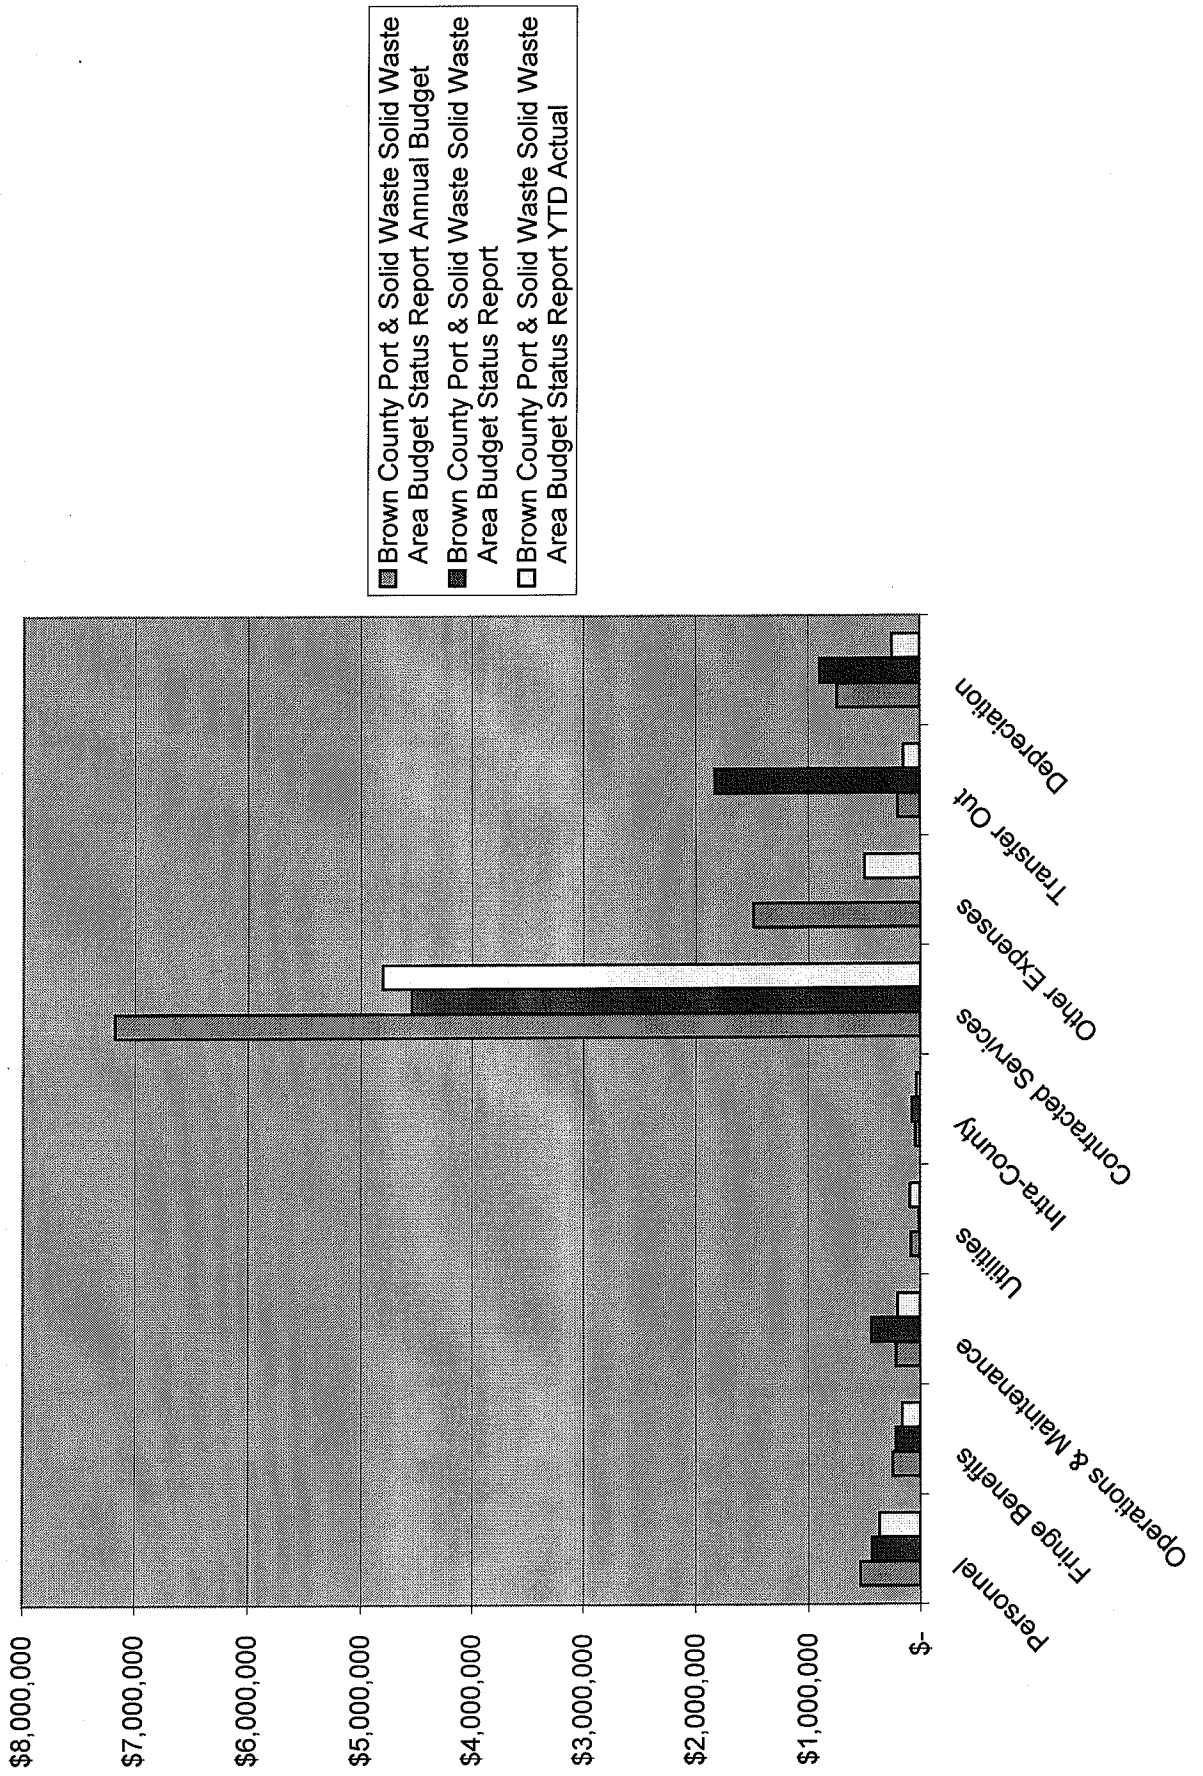 $8,000,000
$7,000,000
$6,000,000
$5,000,000
$4,000,000
$3,000,000
$2,000,000
$1,000,000
$-
Personnel
Fringe Benefits
Operations & Maintenance
Utilities
Intra-County
Contracted Services
Other Expenses
Transfer Out
Depreciation
Brown County Port & Solid Waste Solid Waste
Area Budget Status Report Annual Budget
Brown County Port & Solid Waste Solid Waste
Area Budget Status Report
Brown County Port & Solid Waste Solid Waste
Area Budget Status Report YTD Actual